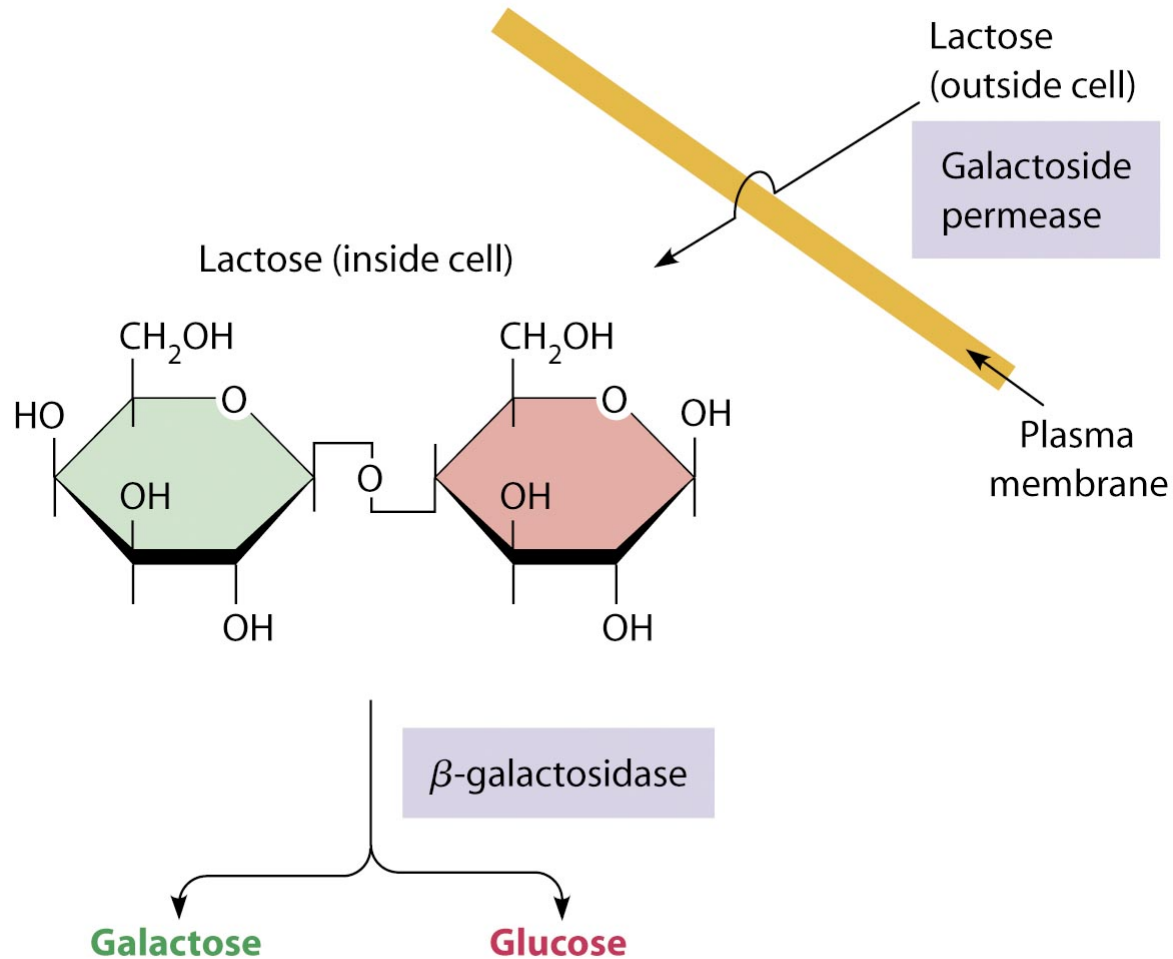 Lactose
(outside cell)
Galactoside
permease
Lactose (inside cell)
Plasma
membrane
CH₂OH
CH₂OH
O
O
HO
OH
OH
O
OH
OH
OH
β-galactosidase
Galactose
Glucose